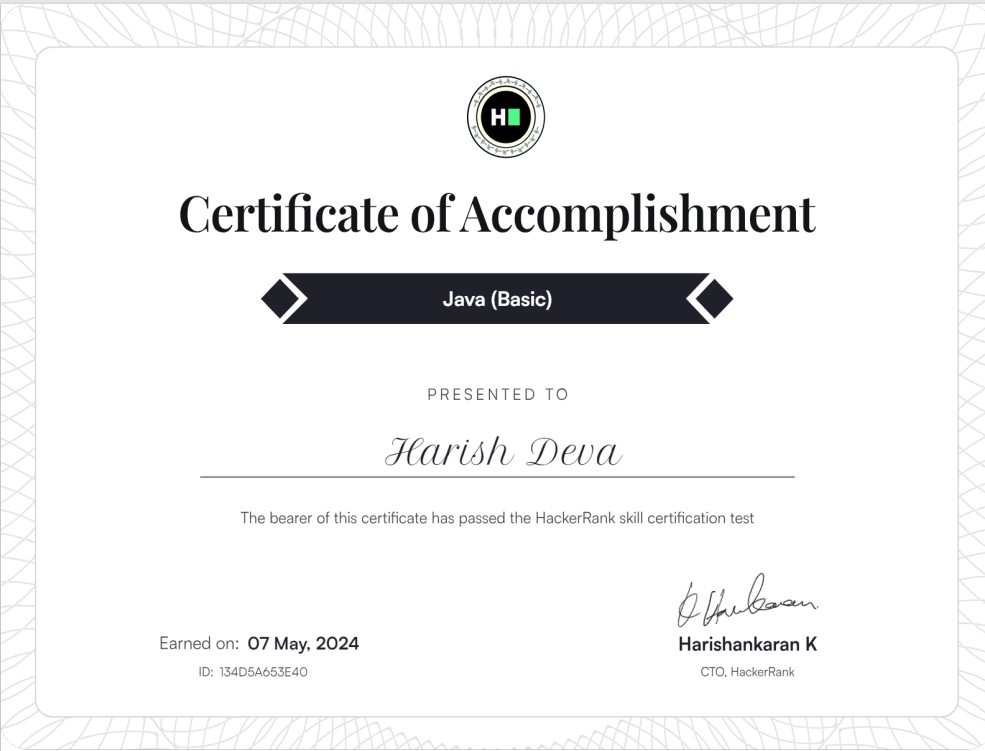 H
Certificate of Accomplishment
Java (Basic)
PRESENTED TO
Harish Deva
The bearer of this certificate has passed the HackerRank skill certification test
Earned on: 07 May, 2024
ID: 134D5A653E40
Harishankaran K
CTO, HackerRank